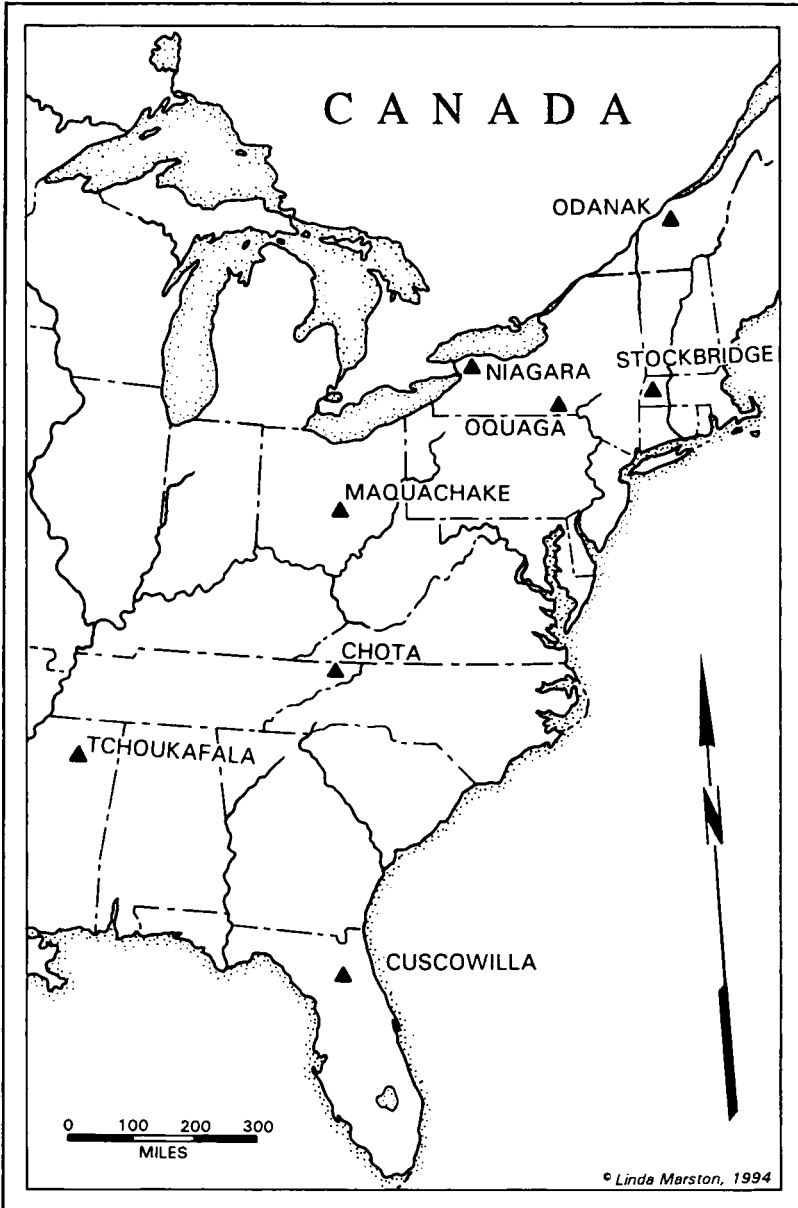 CANADA
ODANAK
STOCKBRIDGE
NIAGARA
OQUAGA
MAQUACHAKE
CHOTA
TCHOUKAFALA
N
CUSCOWILLA
0 100 200 300
MILES
© Linda Marston, 1994